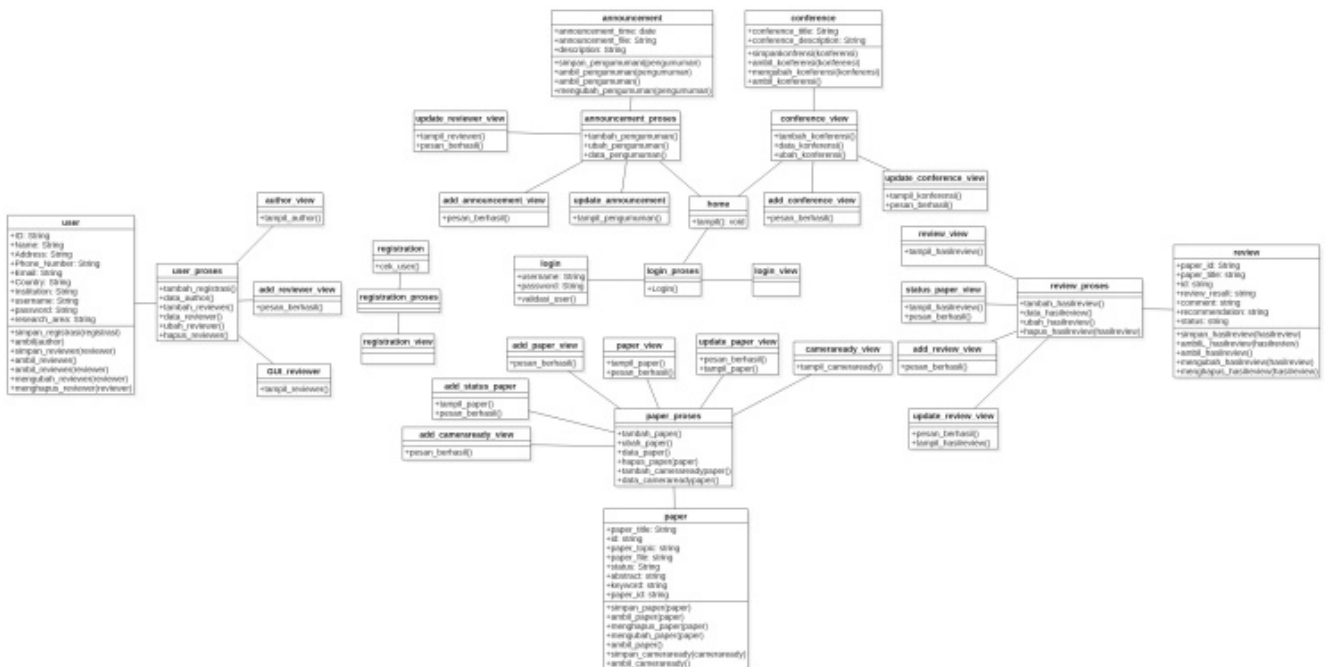 announcement
+announcement_time: date
+announcement_file: String
+description: String
+simpan_pengumuman(pengumuman)
+ambil_pengumuman(pengumuman)
+ambil_pengumuman()
+mengubah_pengumuman(pengumuman)
conference
+conference_title: String
+conference_description: String
+simpankonfrensi(konferensi)
+ambil_konferensi(konferensi)
+mengubah_konferensi(konferensi)
+ambil_konferensi()
update_reviewer_view
+tampil_reviewer()
+pesan_berhasil()
announcement_proses
+tambah_pengumuman()
+ubah_pengumuman()
+data_pengumuman()
conference_view
+tambah_konferensi()
+data_konferensi()
+ubah_konferensi()
update_conference_view
+tampil_konferensi()
+pesan_berhasil()
add_announcement_view
+pesan_berhasil()
update_announcement
+tampil_pengumuman()
home
+tampil(): void
add_conference_view
+pesan_berhasil()
author_view
+tampil_author()
user
+ID: String
+Name: String
+Address: String
+Phone_Number: String
+Email: String
+Country: String
+Institution: String
+username: String
+password: String
+research_area: String
+simpan_registrasi(registrasi)
+ambil(author)
+simpan_reviewer(reviewer)
+ambil_reviewer()
+ambil_reviewer(reviewer)
+mengubah_reviewer(reviewer)
+menghapus_reviewer(reviewer)
user_proses
+tambah_registrasi()
+data_author()
+tambah_reviewer()
+data_reviewer()
+ubah_reviewer()
+hapus_reviewer()
add_reviewer_view
+pesan_berhasil()
GUI_reviewer
+tampil_reviewer()
registration
+cek_user()
registration_proses
registration_view
login
+username: String
+password: String
+validasi_user()
login_proses
+Login()
login_view
review_view
+tampil_hasilreview()
status_paper_view
+tampil_hasilreview()
+pesan_berhasil()
add_review_view
+pesan_berhasil()
review_proses
+tambah_hasilreview()
+data_hasilreview()
+ubah_hasilreview()
+hapus_hasilreview(hasilreview)
review
+paper_id: String
+paper_title: string
+id: string
+review_result: string
+comment: string
+recommendation: string
+status: string
+simpan_hasilreview(hasilreview)
+ambilL_hasilreview(hasilreview)
+ambil_hasilreview()
+mengubah_hasilreview(hasilreview)
+menghapus_hasilreview(hasilreview)
update_review_view
+pesan_berhasil()
+tampil_hasilreview()
add_paper_view
+pesan_berhasil()
paper_view
+tampil_paper()
+pesan_berhasil()
update_paper_view
+pesan_berhasil()
+tampil_paper()
cameraready_view
+tampil_cameraready()
add_status_paper
+tampil_paper()
+pesan_berhasil()
add_cameraready_view
+pesan_berhasil()
paper_proses
+tambah_paper()
+ubah_paper()
+data_paper()
+hapus_paper(paper)
+tambah_camerareadypaper()
+data_camerareadypaper()
paper
+paper_title: String
+id: string
+paper_topic: string
+paper_file: string
+status: String
+abstract: string
+keyword: string
+paper_id: string
+simpan_paper(paper)
+ambil_paper(paper)
+menghapus_paper(paper)
+mengubah_paper(paper)
+ambil_paper()
+simpan_cameraready(cameraready)
+ambil_cameraready()